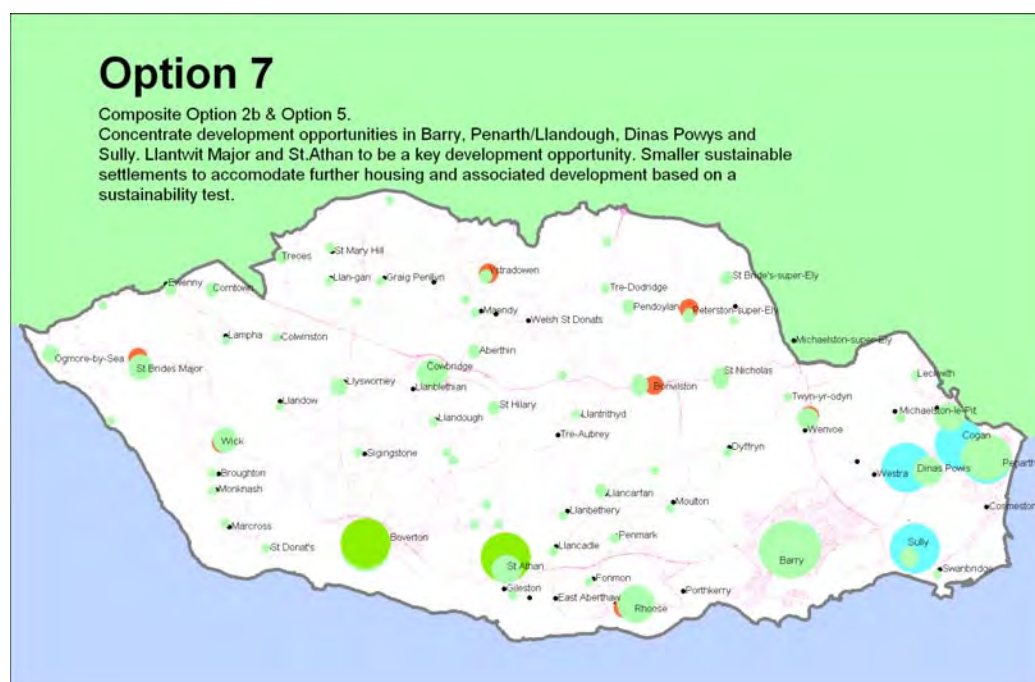 Option 7
Composite Option 2b & Option 5.
Concentrate development opportunities in Barry, Penarth/Llandough, Dinas Powys and
Sully. Llantwit Major and St.Athan to be a key development opportunity. Smaller sustainable
settlements to accomodate further housing and associated development based on a
sustainability test.
St Mary Hill
Treoes
Llan-gan
Graig Penllyn
Ystradowen
St Bride's-super-Ely
Ewenny
Corntown
Tre-Dodridge
Pendoylan
Peterston-super-Ely
Maendy
Welsh St Donats
Lampha
Colwinston
Michaelston-super-Ely
Ogmore-by-Sea
St Brides Major
Aberthin
Cowbridge
St Nicholas
Leckwith
Llysworney
Llanblethian
Bonvilston
Twyn-yr-odyn
Llandow
St Hilary
Michaelston-le-Pit
Llandough
Llantrithyd
Wenvoe
Cogan
Wick
Tre-Aubrey
Dyffryn
Penarth
Sigingstone
Broughton
Westra
Dinas Powis
Monknash
Llancarfan
Moulton
Cosmeston
Llanbethery
Marcross
Boverton
Penmark
St Donat's
Llancadle
Barry
Sully
St Athan
Swanbridge
Fonmon
Gileston
East Aberthaw
Porthkerry
Rhoose